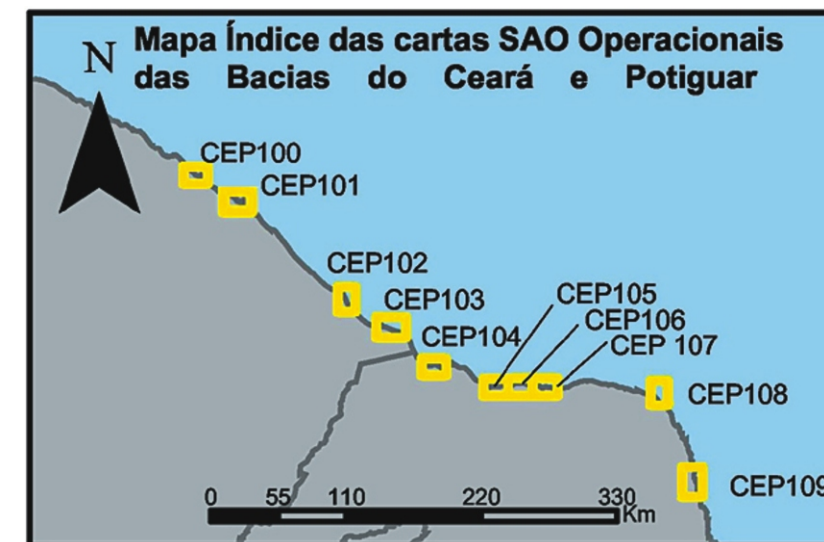 N
Mapa Índice das cartas SAO Operacionais
das Bacias do Ceará e Potiguar
CEP100
CEP101
CEP102
CEP103
CEP104
CEP105
CEP106
CEP 107
CEP108
CEP109
0 55 110 220 330
Km